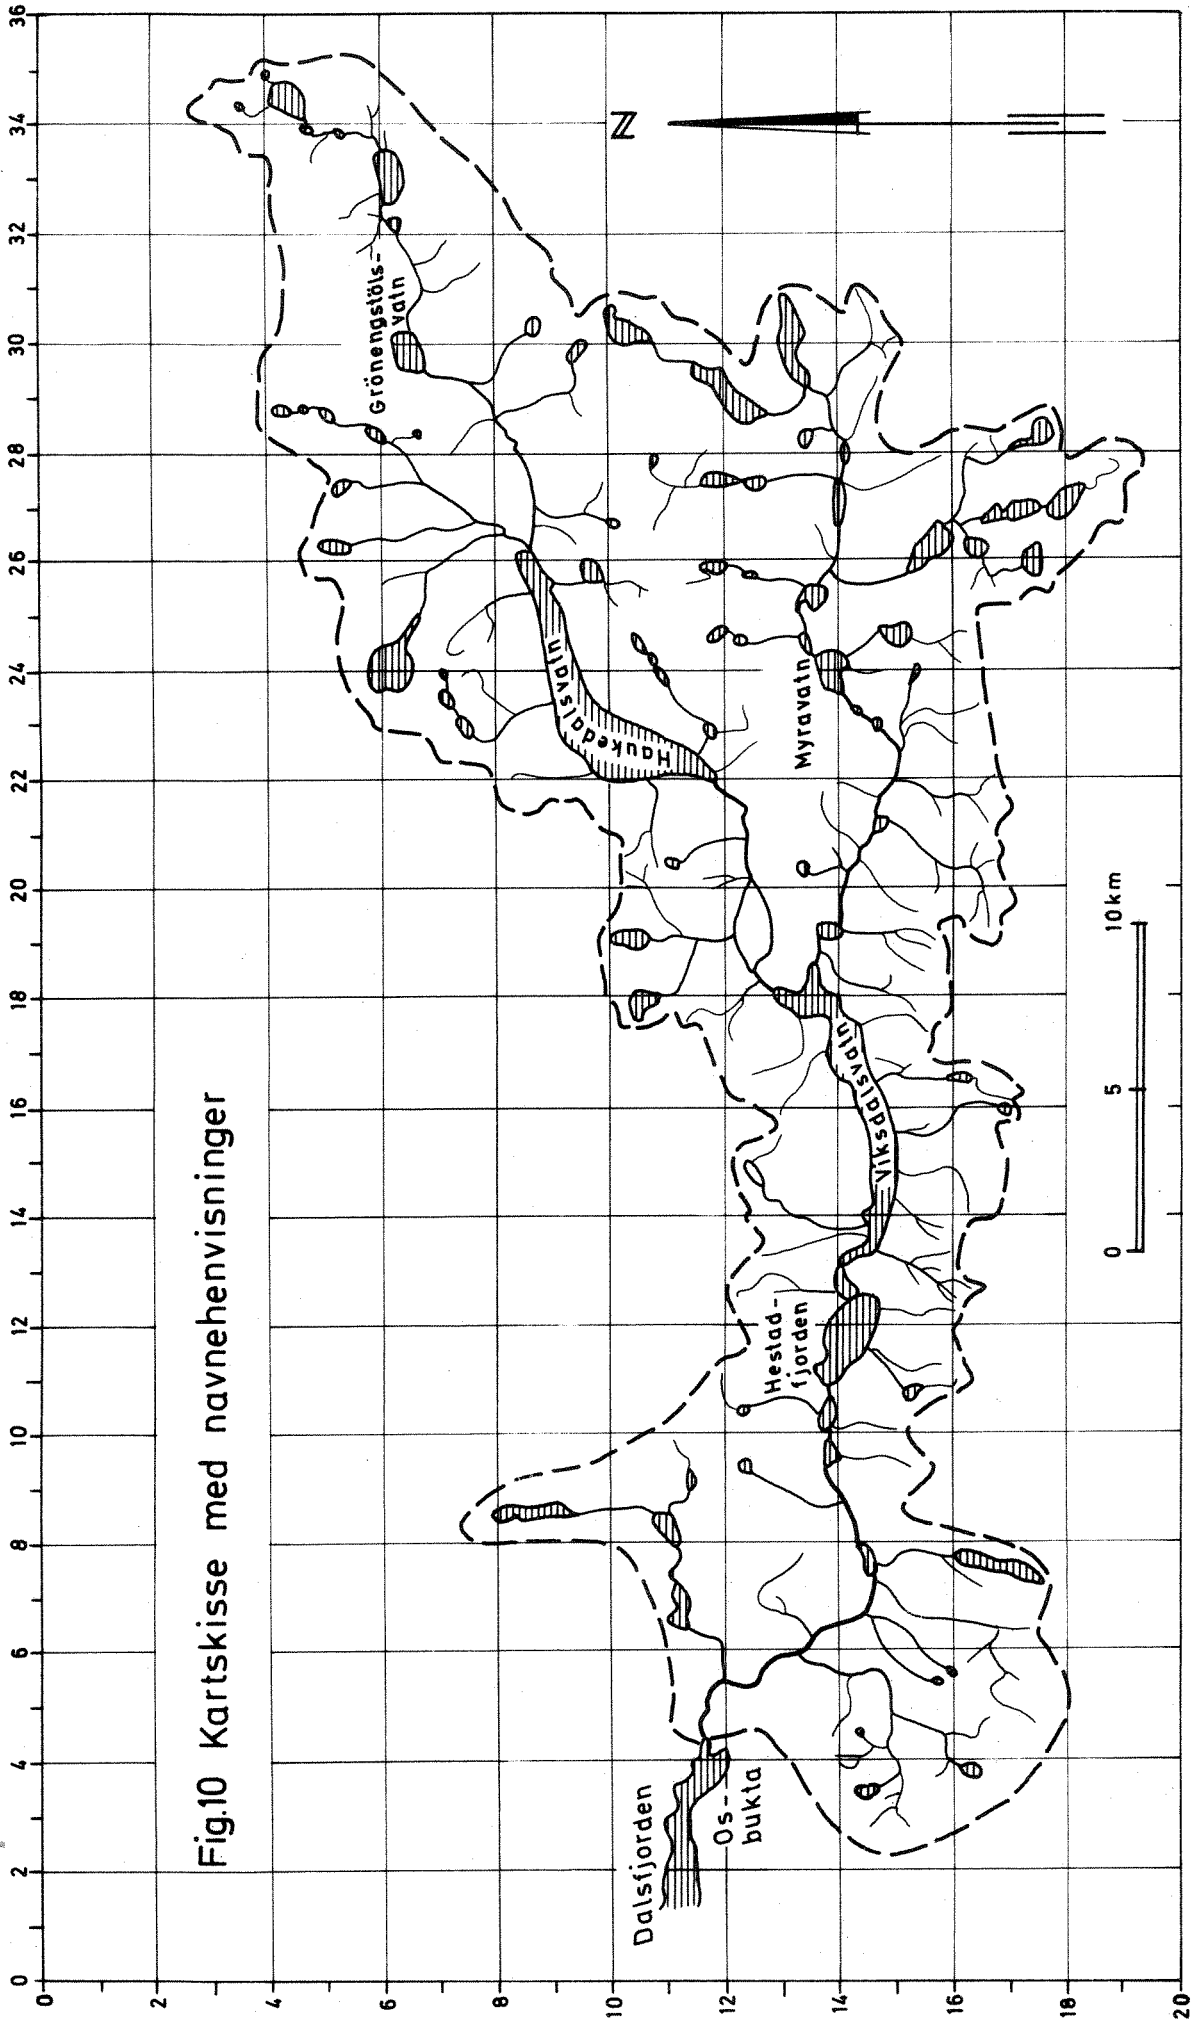 Fig.10 Kartskisse med navnehenvisninger
0 2 4 6 8 10 12 14 16 18 20 22 24 26 28 30 32 34 36
0
2
4
6
8
10
12
14
16
18
20
N
Grönengstöls-
vatn
Haukedalsvatn
Myravatn
Viksdalsvatn
Hestad-
fjorden
Dalsfjorden
Os-
bukta
0 5 10km